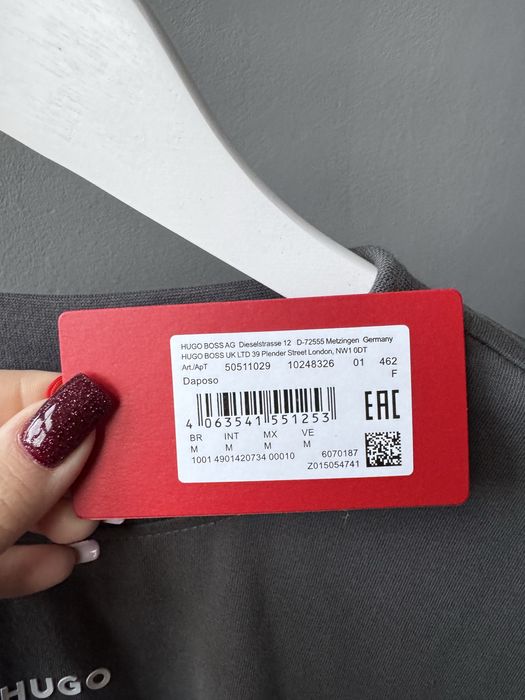 HUGO BOSS AG Dieselstrasse 12 D-72555 Metzingen Germany
HUGO BOSS UK LTD 39 Plender Street London, NW1 0DT
Art./ApT 50511029 10248326 01 462
Daposo F
4 063541 551253
EAC
BR INT MX VE
M M M M
1001 4901420734 00010 6070187
Z015054741
HUGO